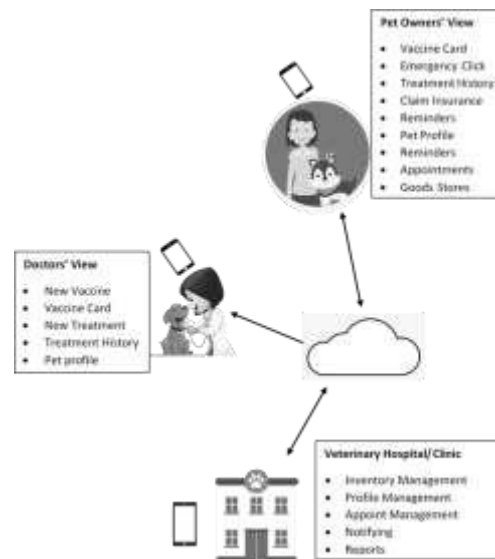 Pet Owners' View
• Vaccine Card
• Emergency Click
• Treatment History
• Claim Insurance
• Reminders
• Pet Profile
• Reminders
• Appointments
• Goods Stores
Doctors' View
• New Vaccine
• Vaccine Card
• New Treatment
• Treatment History
• Pet profile
Veterinary Hospital/ Clinic
• Inventory Management
• Profile Management
• Appoint Management
• Notifying
• Reports